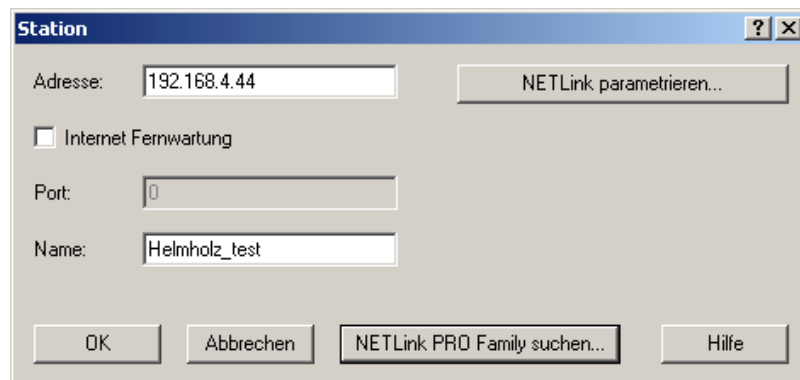 Station
Adresse: 192.168.4.44 NETLink parametrieren...
Internet Fernwartung
Port: 0
Name: Helmholz_test
OK Abbrechen NETLink PRO Family suchen... Hilfe